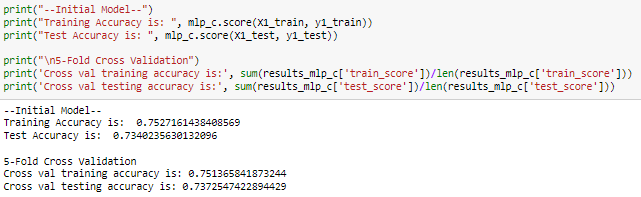 print("--Initial Model--")
print("Training Accuracy is: ", mlp_c.score(X1_train, y1_train))
print("Test Accuracy is: ", mlp_c.score(X1_test, y1_test))
print("\n5-Fold Cross Validation")
print('Cross val training accuracy is:', sum(results_mlp_c['train_score'])/len(results_mlp_c['train_score']))
print('Cross val testing accuracy is:', sum(results_mlp_c['test_score'])/len(results_mlp_c['test_score']))
--Initial Model--
Training Accuracy is:  0.7527161438408569
Test Accuracy is:  0.7340235630132096
5-Fold Cross Validation
Cross val training accuracy is: 0.751365841873244
Cross val testing accuracy is: 0.7372547422894429